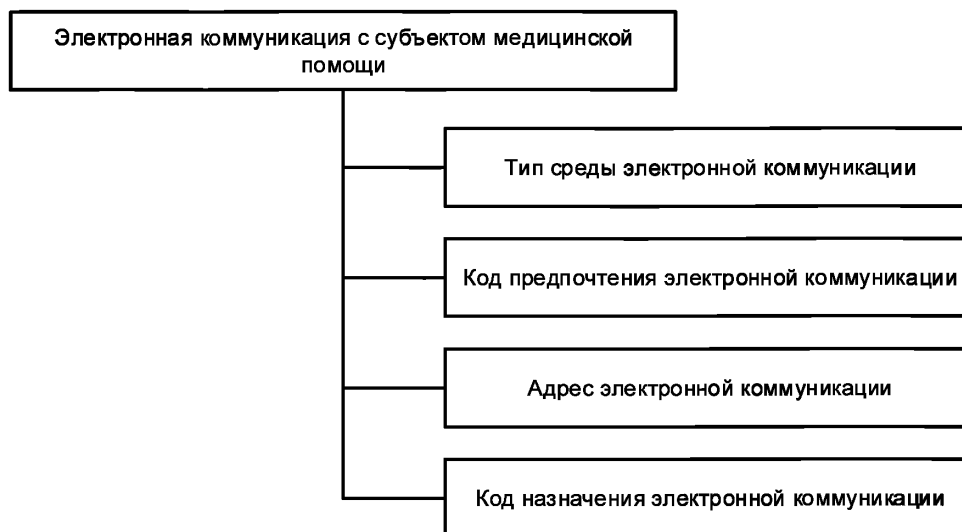 Электронная коммуникация с субъектом медицинской
помощи
Тип среды электронной коммуникации
Код предпочтения электронной коммуникации
Адрес электронной коммуникации
Код назначения электронной коммуникации